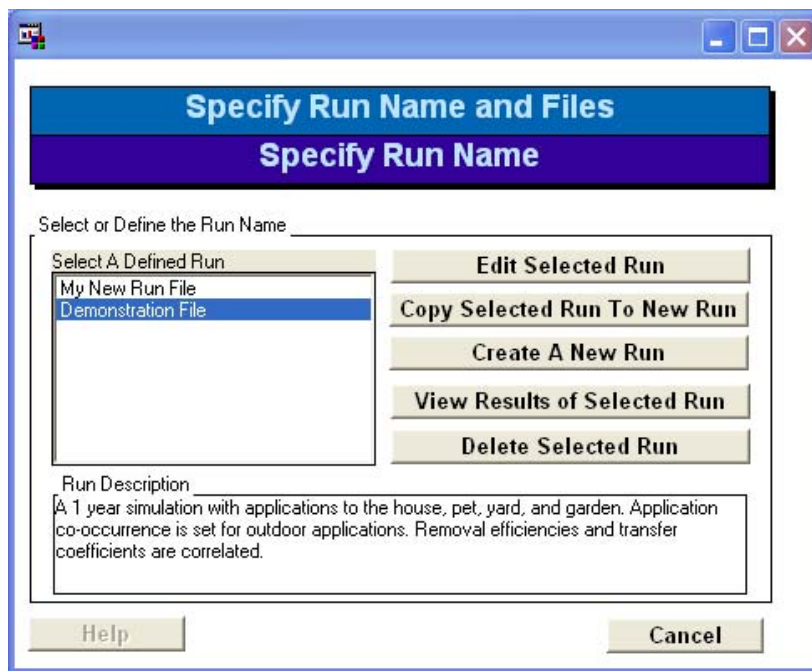 Specify Run Name and Files
Specify Run Name
Select or Define the Run Name
Select A Defined Run
My New Run File
Demonstration File
Edit Selected Run
Copy Selected Run To New Run
Create A New Run
View Results of Selected Run
Delete Selected Run
Run Description
A 1 year simulation with applications to the house, pet, yard, and garden. Application
co-occurrence is set for outdoor applications. Removal efficiencies and transfer
coefficients are correlated.
Help
Cancel